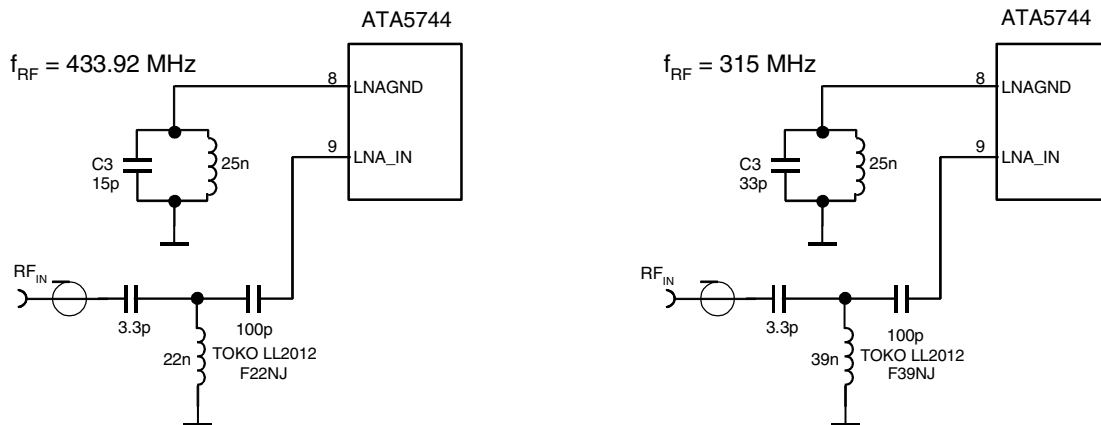 ATA5744
f_RF = 433.92 MHz
8
LNAGND
C3
15p
25n
9
LNA_IN
RF_IN
3.3p
100p
22n
TOKO LL2012
F22NJ
ATA5744
f_RF = 315 MHz
8
LNAGND
C3
33p
25n
9
LNA_IN
RF_IN
3.3p
100p
39n
TOKO LL2012
F39NJ